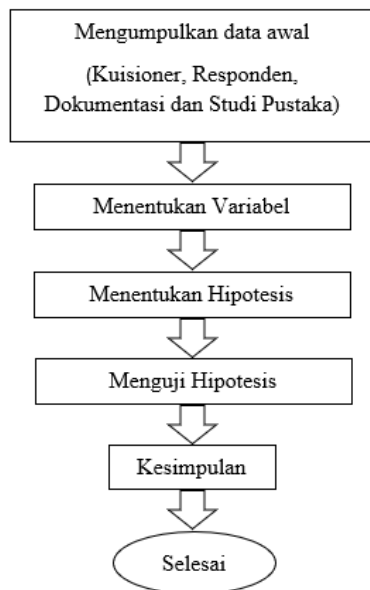 Mengumpulkan data awal
(Kuisioner, Responden,
Dokumentasi dan Studi Pustaka)
Menentukan Variabel
Menentukan Hipotesis
Menguji Hipotesis
Kesimpulan
Selesai